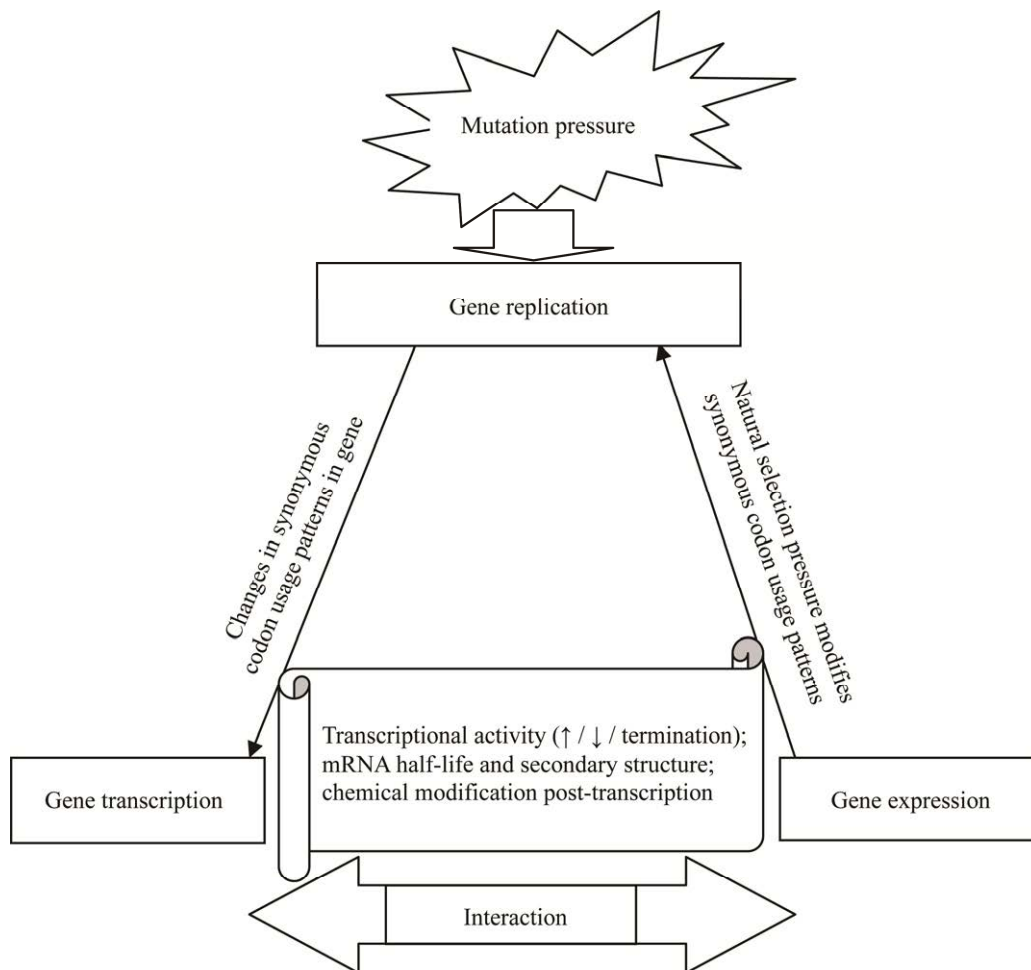 Mutation pressure
Gene replication
Changes in synonymous
codon usage patterns in gene
Natural selection pressure modifies
synonymous codon usage patterns
Transcriptional activity (↑ / ↓ / termination);
mRNA half-life and secondary structure;
chemical modification post-transcription
Gene transcription
Gene expression
Interaction